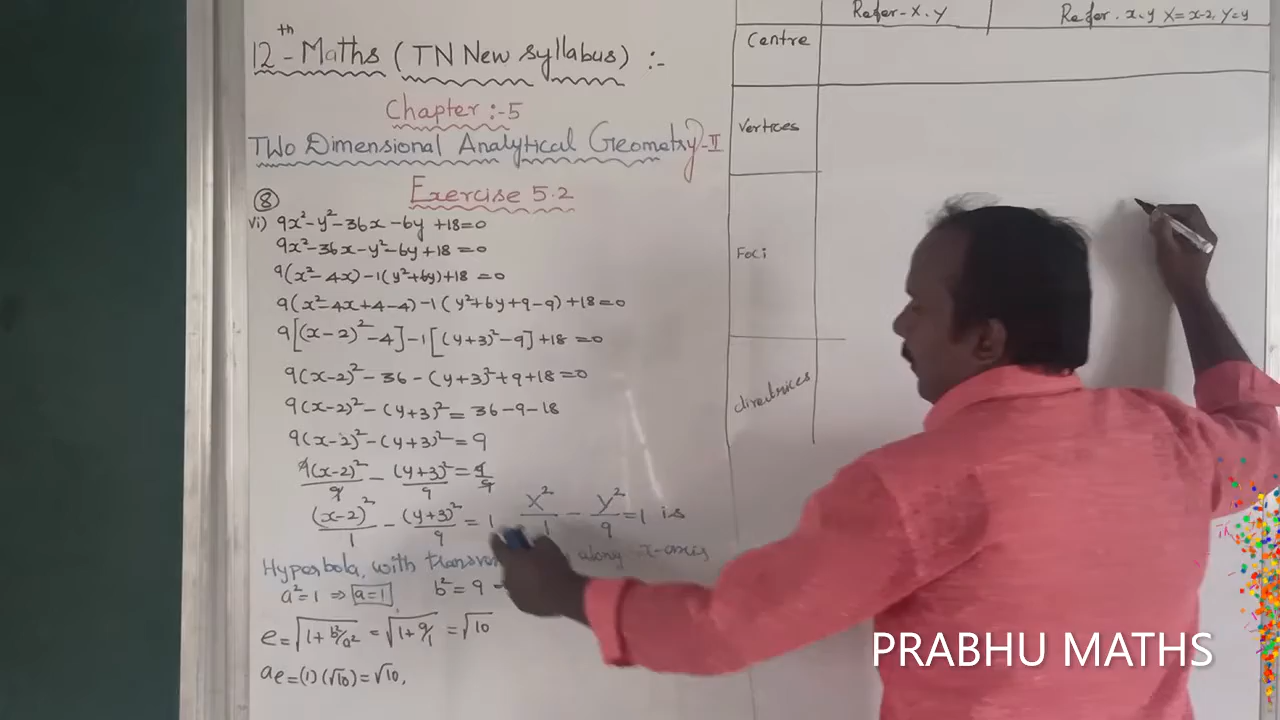 12th - Maths ( TN New syllabus ) :-
Chapter :- 5
Two Dimensional Analytical Geometry - II
Exercise 5.2
⑧
vi) 9x²-y²-36x-6y+18=0
9x²-36x-y²-6y+18=0
9(x²-4x)-1(y²+6y)+18=0
9(x²-4x+4-4)-1(y²+6y+9-9)+18=0
9[(x-2)²-4]-1[(y+3)²-9]+18=0
9(x-2)²-36-(y+3)²+9+18=0
9(x-2)²-(y+3)²=36-9-18
9(x-2)²-(y+3)²=9
9(x-2)²/9 - (y+3)²/9 = 9/9
(x-2)²/1 - (y+3)²/9 = 1 X²/1 - Y²/9 = 1 is
Hyperbola, with along x-axis
a²=1 ⇒ a=1 b²=9
e=√(1+b²/a²) = √(1+9/1) = √10
ae=(1)(√10)=√10,
Refer-X,Y Refer. x,y X=x-2, Y=y
Centre
Vertices
Foci
directrices
PRABHU MATHS